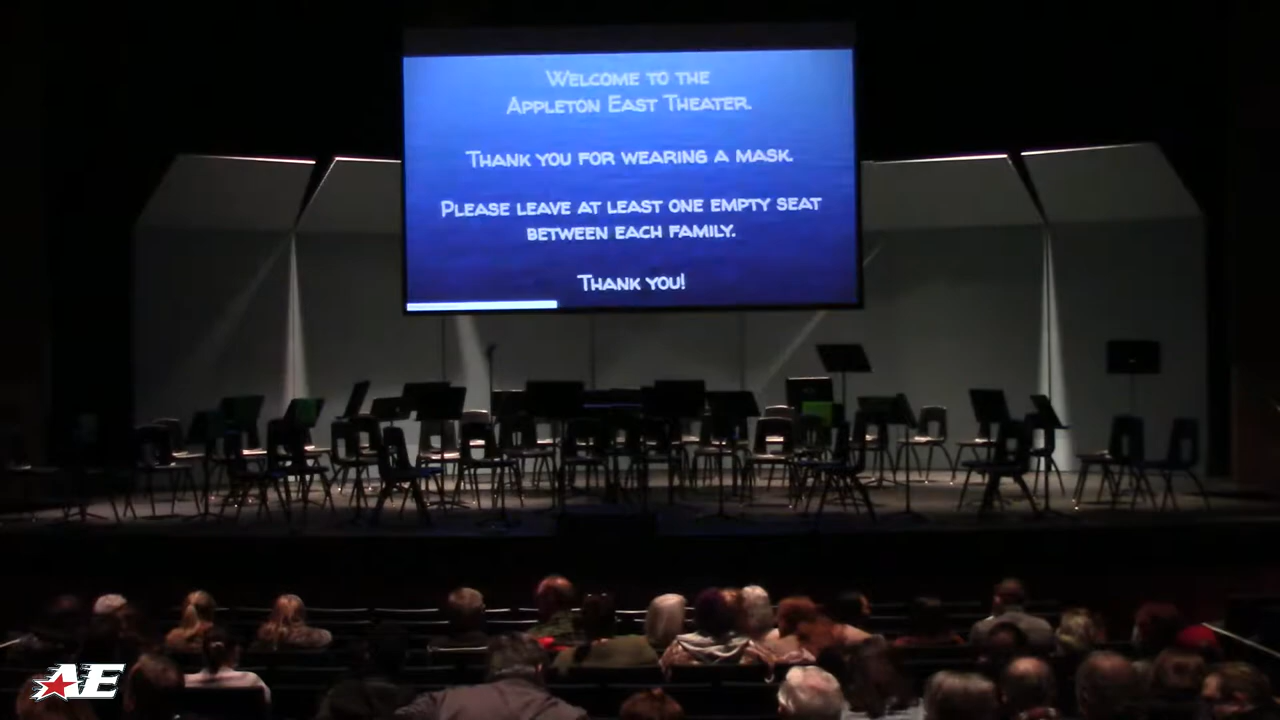 Welcome to the
Appleton East Theater.
Thank you for wearing a mask.
Please leave at least one empty seat
between each family.
Thank you!
AE